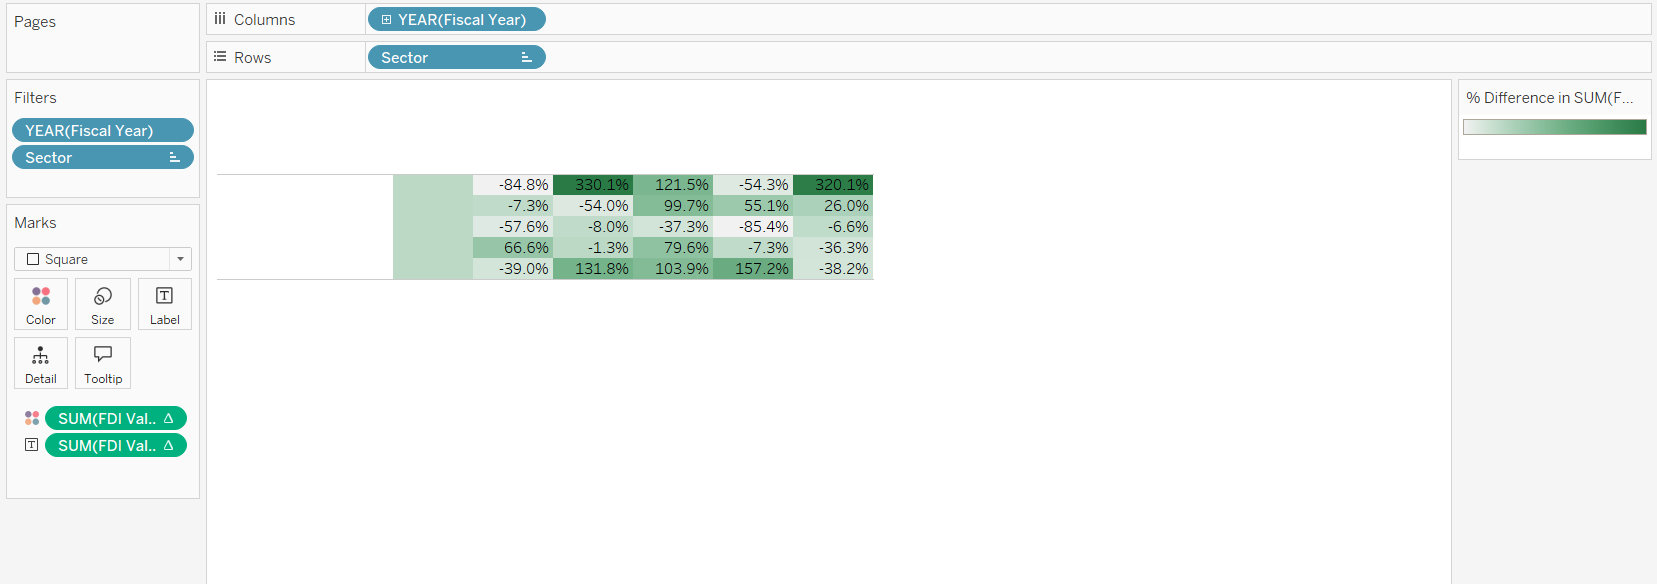 Pages
Columns
YEAR(Fiscal Year)
Rows
Sector
Filters
YEAR(Fiscal Year)
Sector
Marks
Square
Color
Size
Label
Detail
Tooltip
SUM(FDI Val..
SUM(FDI Val..
-84.8% 330.1% 121.5% -54.3% 320.1%
-7.3% -54.0% 99.7% 55.1% 26.0%
-57.6% -8.0% -37.3% -85.4% -6.6%
66.6% -1.3% 79.6% -7.3% -36.3%
-39.0% 131.8% 103.9% 157.2% -38.2%
% Difference in SUM(F...